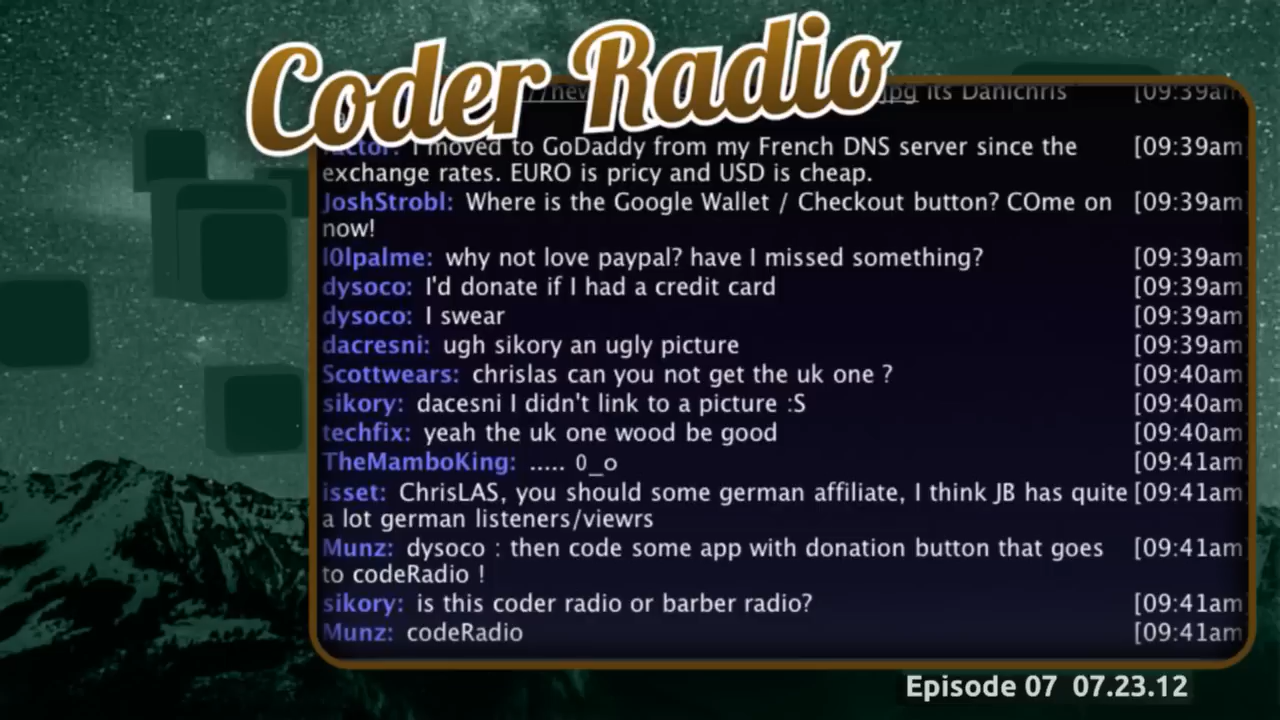 Coder Radio
//new jpg Its Danichris [09:39am
factor: I moved to GoDaddy from my French DNS server since the [09:39am
exchange rates. EURO is pricy and USD is cheap.
JoshStrobl: Where is the Google Wallet / Checkout button? COme on [09:39am
now!
l0lpalme: why not love paypal? have I missed something? [09:39am
dysoco: I'd donate if I had a credit card [09:39am
dysoco: I swear [09:39am
dacresni: ugh sikory an ugly picture [09:39am
Scottwears: chrislas can you not get the uk one ? [09:40am
sikory: dacesni I didn't link to a picture :S [09:40am
techfix: yeah the uk one wood be good [09:40am
TheMamboKing: ..... 0_o [09:41am
isset: ChrisLAS, you should some german affiliate, I think JB has quite [09:41am
a lot german listeners/viewrs
Munz: dysoco : then code some app with donation button that goes [09:41am
to codeRadio !
sikory: is this coder radio or barber radio? [09:41am
Munz: codeRadio [09:41am
Episode 07 07.23.12